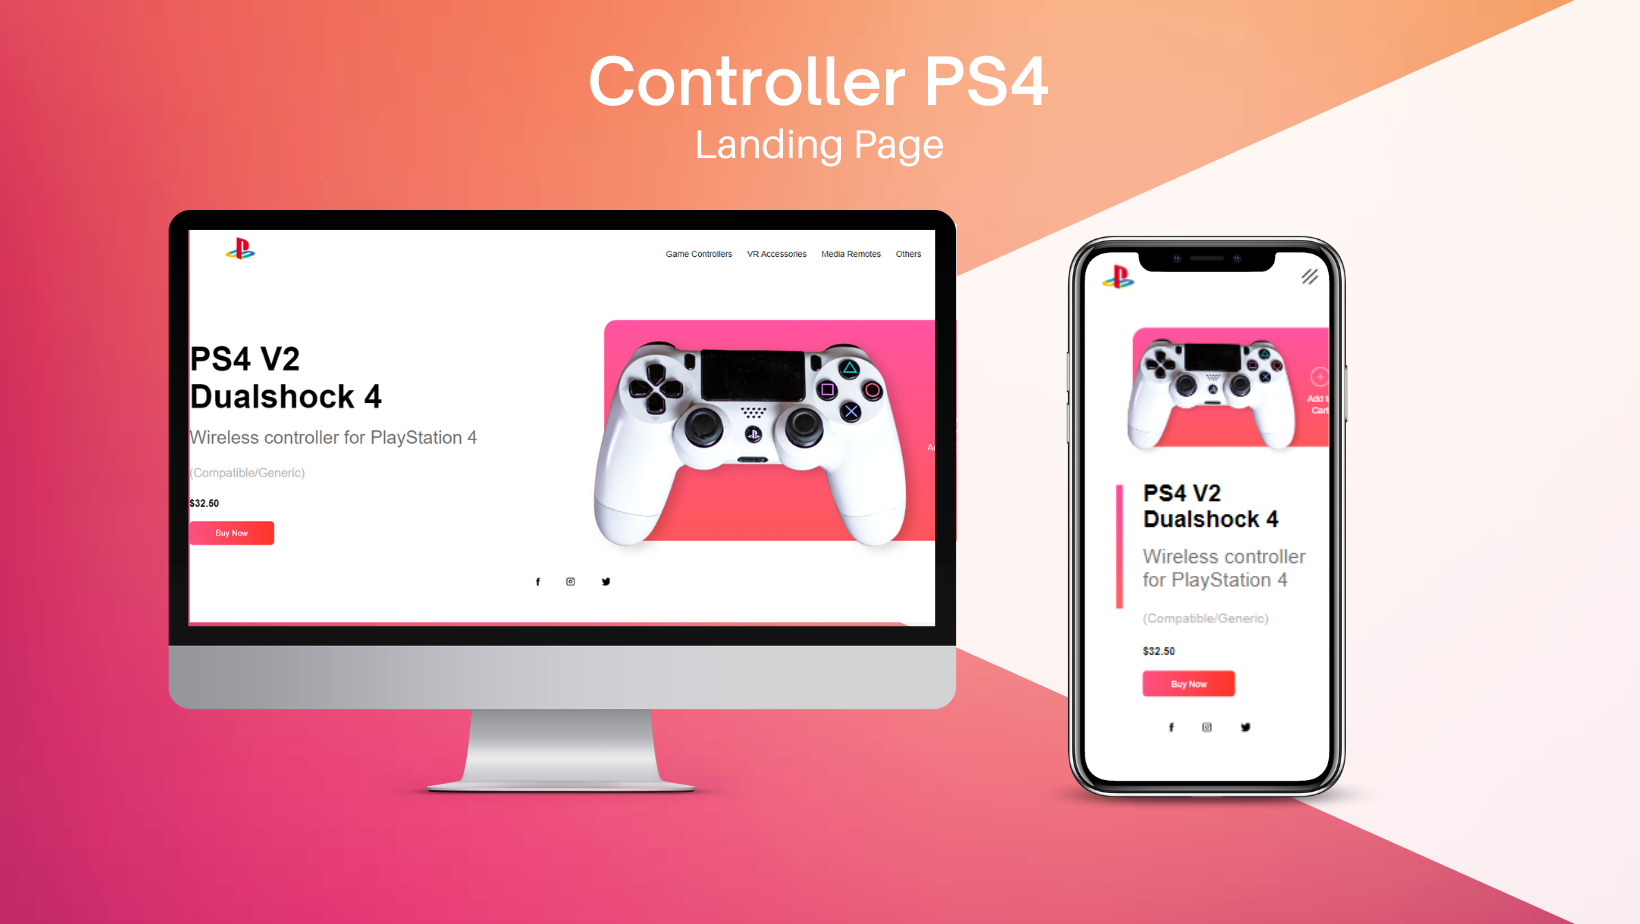 Controller PS4
Landing Page
Game Controllers VR Accessories Media Remotes Others
PS4 V2
Dualshock 4
Wireless controller for PlayStation 4
(Compatible/Generic)
$32.50
Buy Now
Add to
Cart
PS4 V2
Dualshock 4
Wireless controller
for PlayStation 4
(Compatible/Generic)
$32.50
Buy Now